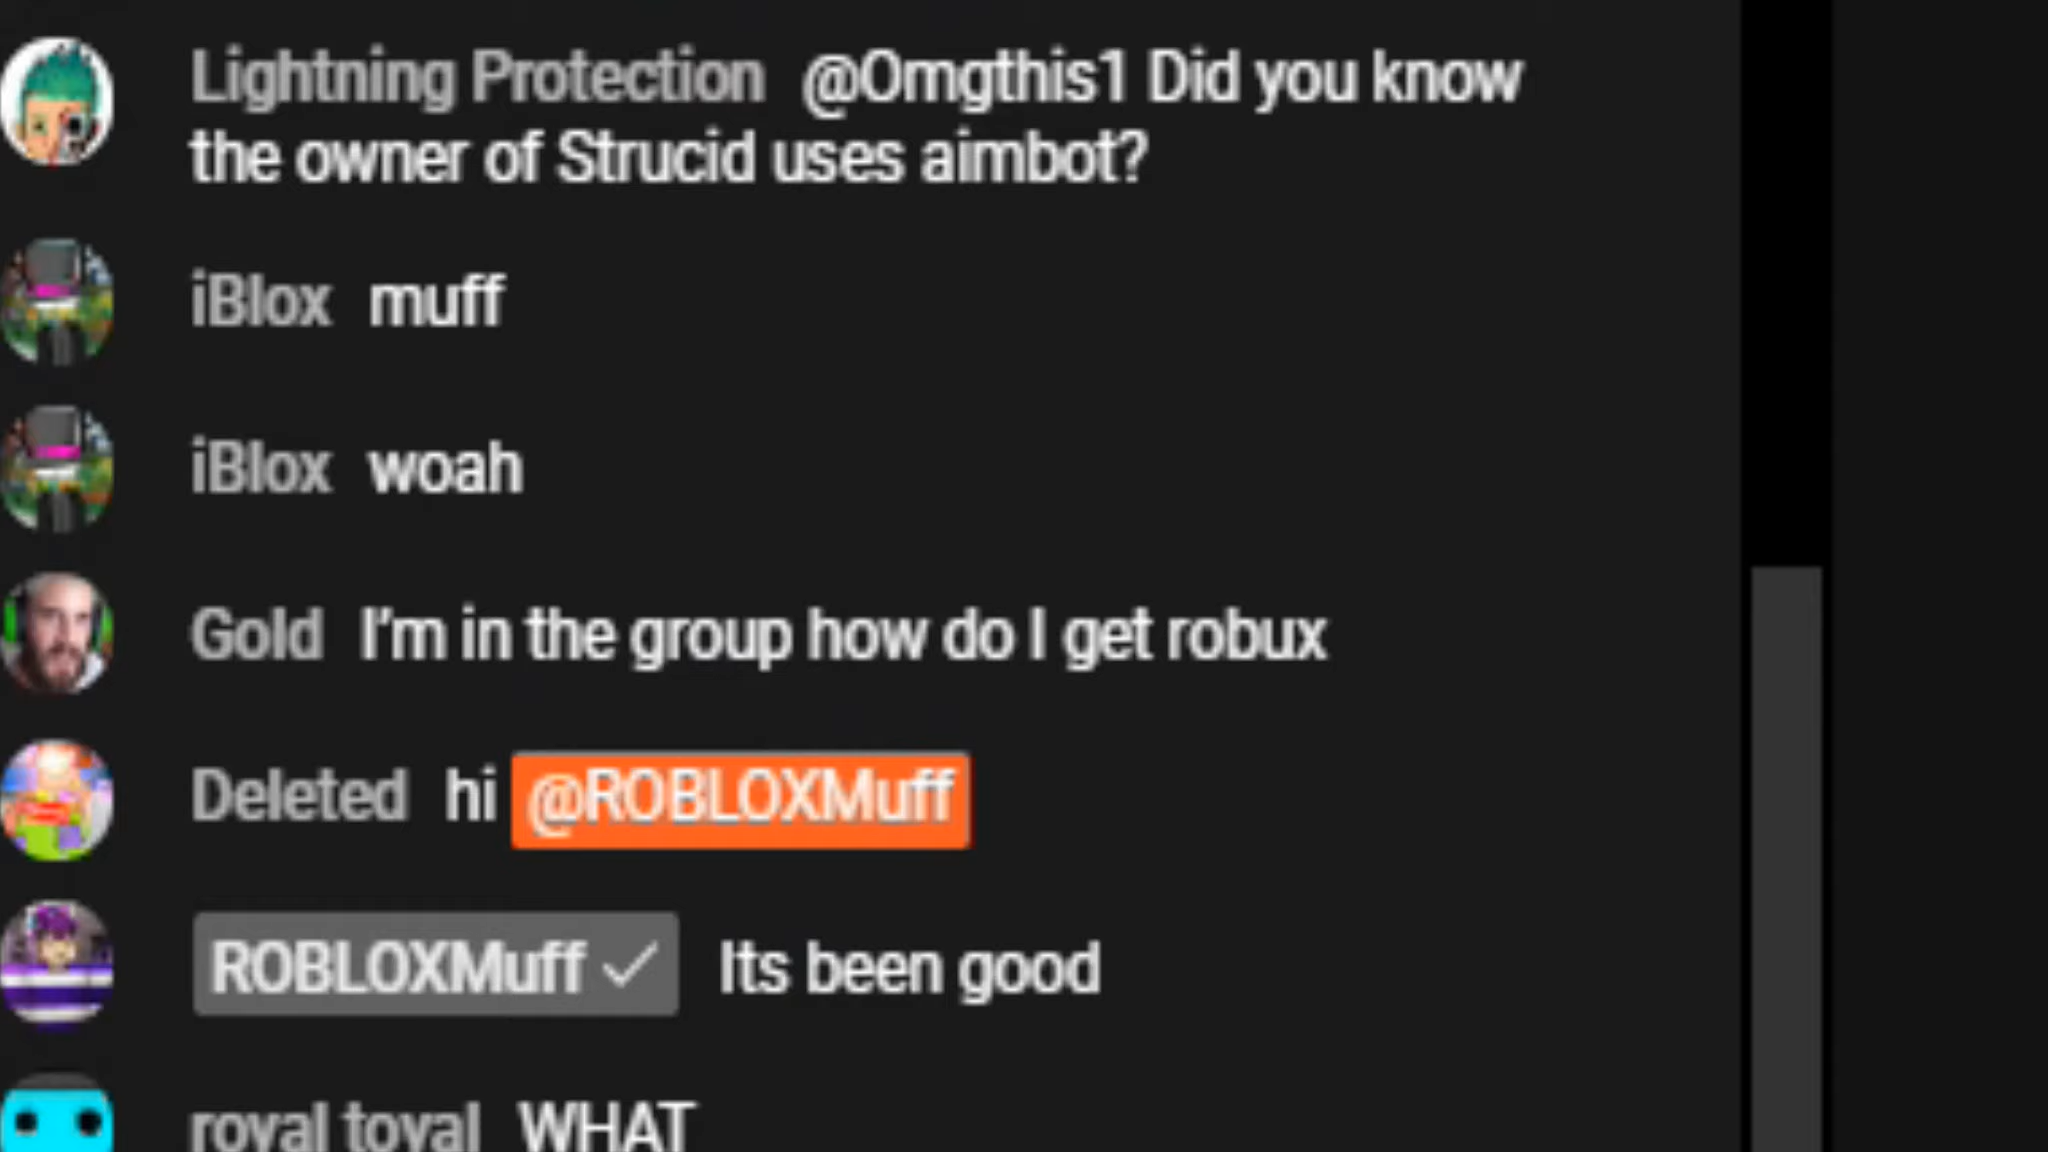 Lightning Protection @Omgthis1 Did you know
the owner of Strucid uses aimbot?
iBlox muff
iBlox woah
Gold I'm in the group how do I get robux
Deleted hi @ROBLOXMuff
ROBLOXMuff ✓ Its been good
royal toyal WHAT